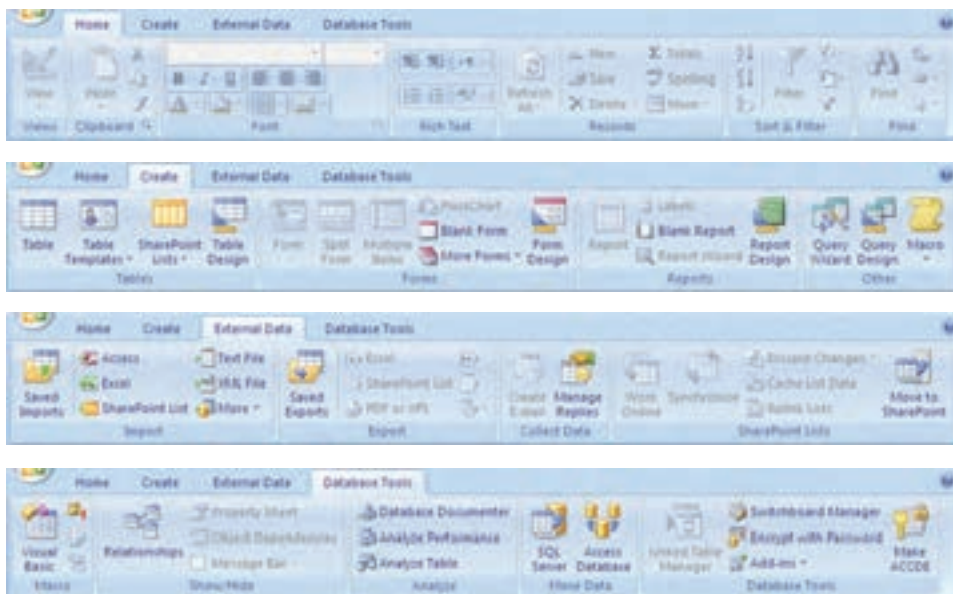 Home Create External Data Database Tools
View Paste B I U Refresh All New Save Delete Totals Spelling More Filter Find
Views Clipboard Font Rich Text Records Sort & Filter Find
Home Create External Data Database Tools
Table Table Templates SharePoint Lists Table Design Form Split Form Multiple Items PivotChart Blank Form More Forms Form Design Report Labels Blank Report Report Wizard Report Design Query Wizard Query Design Macro
Tables Forms Reports Other
Home Create External Data Database Tools
Saved Imports Access Excel SharePoint List Text File XML File More Saved Exports Excel SharePoint List PDF or XPS Create E-mail Manage Replies Work Online Synchronize Discard Changes Cache List Data Relink Lists Move to SharePoint
Import Export Collect Data SharePoint Lists
Home Create External Data Database Tools
Visual Basic Relationships Property Sheet Object Dependencies Message Bar Database Documenter Analyze Performance Analyze Table SQL Server Access Database Linked Table Manager Switchboard Manager Encrypt with Password Add-ins Make ACCDE
Macro Show/Hide Analyze Move Data Database Tools